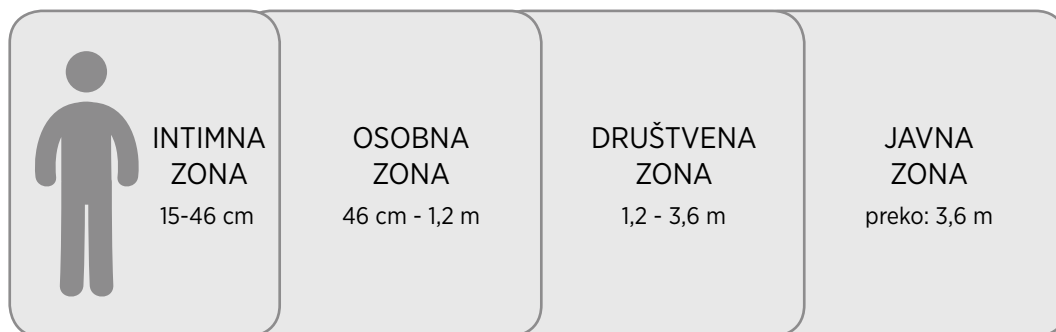 INTIMNA
ZONA
15-46 cm
OSOBNA
ZONA
46 cm - 1,2 m
DRUŠTVENA
ZONA
1,2 - 3,6 m
JAVNA
ZONA
preko: 3,6 m